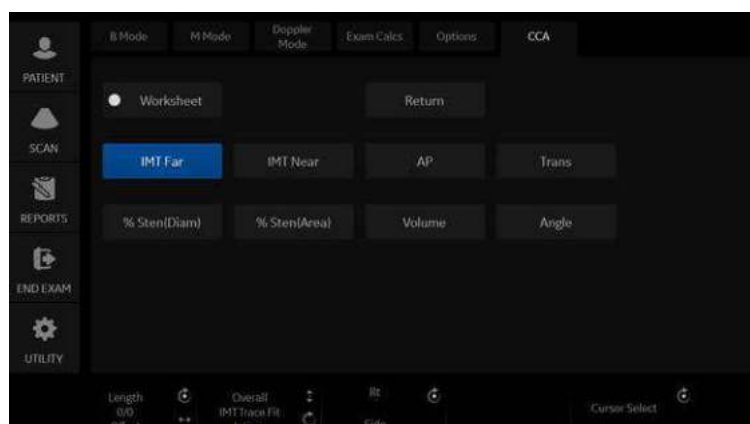 B Mode M Mode Doppler Mode Exam Calcs Options CCA
PATIENT
Worksheet Return
SCAN
IMT Far IMT Near AP Trans
REPORTS
% Sten(Diam) % Sten(Area) Volume Angle
END EXAM
UTILITY
Length Overall Rt
0/0 IMT Trace Fit Cursor Select
Side